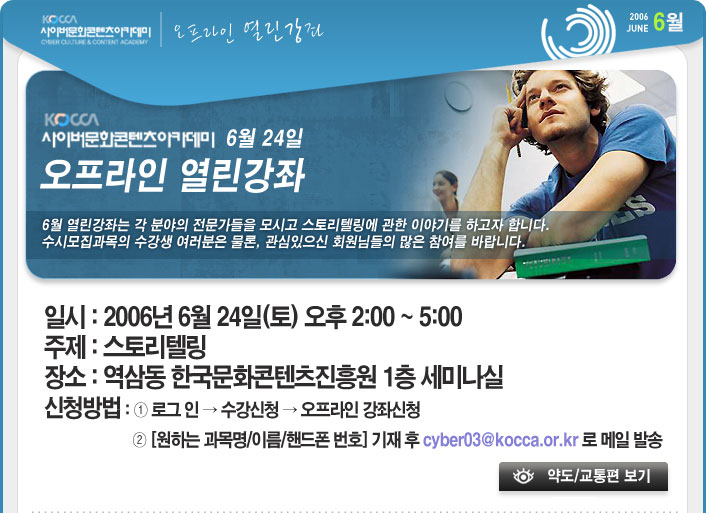 KOCCA
사이버문화콘텐츠아카데미
CYBER CULTURE & CONTENT ACADEMY
오프라인 열린강좌
2006
JUNE 6월
KOCCA
사이버문화콘텐츠아카데미 6월 24일
오프라인 열린강좌
6월 열린강좌는 각 분야의 전문가들을 모시고 스토리텔링에 관한 이야기를 하고자 합니다.
수시모집과목의 수강생 여러분은 물론, 관심있으신 회원님들의 많은 참여를 바랍니다.
일시 : 2006년 6월 24일(토) 오후 2:00 ~ 5:00
주제 : 스토리텔링
장소 : 역삼동 한국문화콘텐츠진흥원 1층 세미나실
신청방법 : ① 로그 인 → 수강신청 → 오프라인 강좌신청
② [원하는 과목명/이름/핸드폰 번호] 기재 후 cyber03@kocca.or.kr 로 메일 발송
약도/교통편 보기